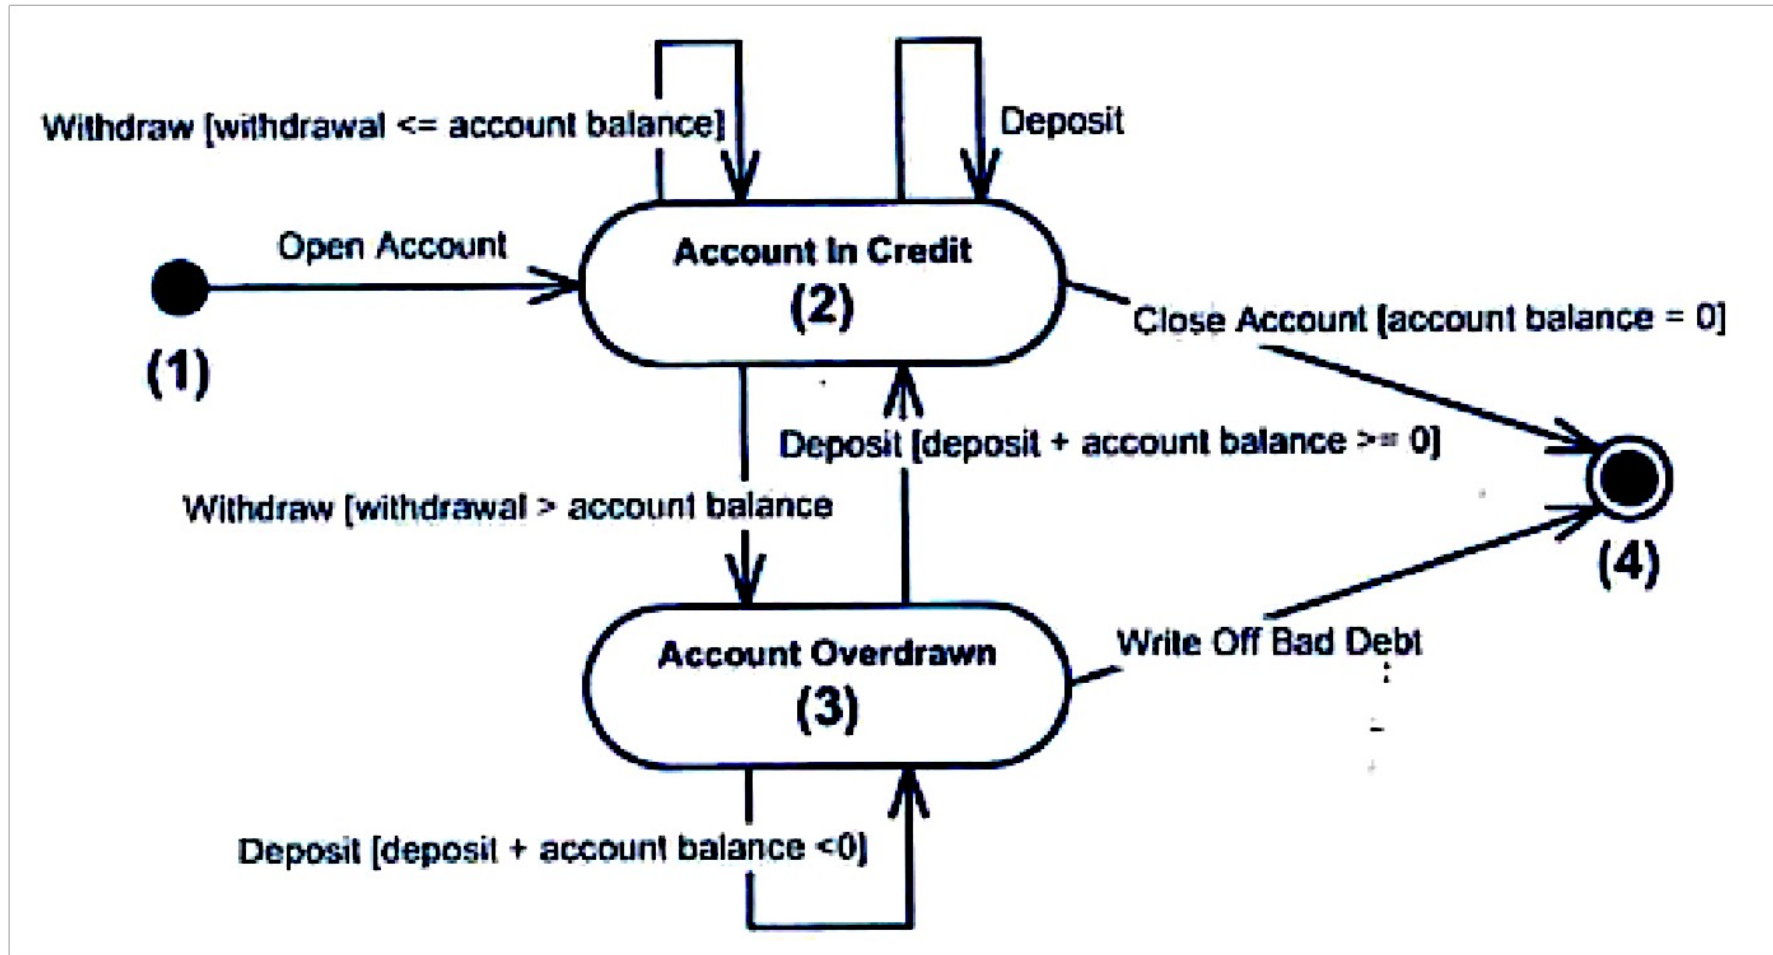 Withdraw [withdrawal <= account balance]
Deposit
Open Account
Account In Credit
(2)
(1)
Close Account [account balance = 0]
Deposit [deposit + account balance >= 0]
Withdraw [withdrawal > account balance
(4)
Account Overdrawn
(3)
Write Off Bad Debt
Deposit [deposit + account balance <0]